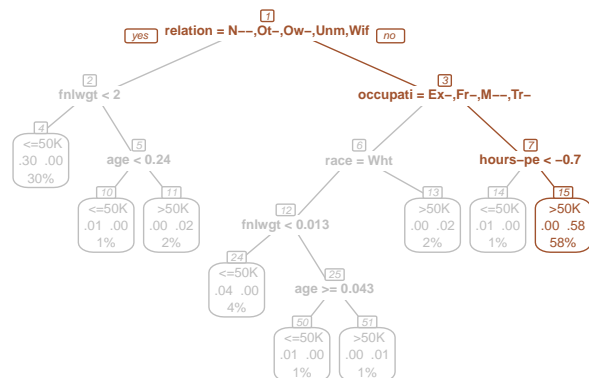 1
yes relation = N--,Ot-,Ow-,Unm,Wif no
2
fnlwgt < 2
3
occupati = Ex-,Fr-,M--,Tr-
4
<=50K
.30 .00
30%
5
age < 0.24
6
race = Wht
7
hours-pe < -0.7
10
<=50K
.01 .00
1%
11
>50K
.00 .02
2%
12
fnlwgt < 0.013
13
>50K
.00 .02
2%
14
<=50K
.01 .00
1%
15
>50K
.00 .58
58%
24
<=50K
.04 .00
4%
25
age >= 0.043
50
<=50K
.01 .00
1%
51
>50K
.00 .01
1%